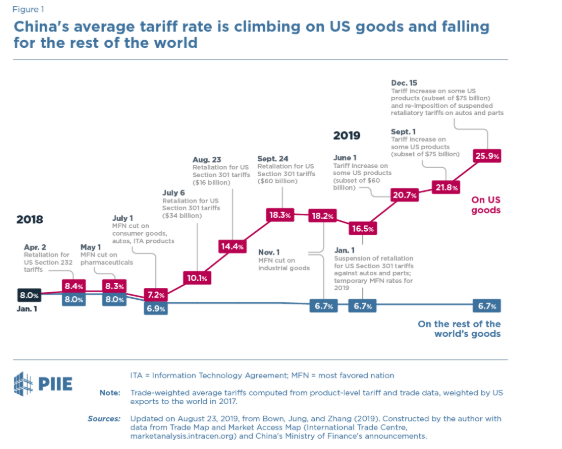 Figure 1
China's average tariff rate is climbing on US goods and falling
for the rest of the world
2018
Jan. 1
8.0%
Apr. 2
Retaliation for
US Section 232
tariffs
8.4%
8.0%
May 1
MFN cut on
pharmaceuticals
8.3%
8.0%
July 1
MFN cut on
consumer goods,
autos, ITA products
7.2%
6.9%
July 6
Retaliation for US
Section 301 tariffs
($34 billion)
10.1%
Aug. 23
Retaliation for US
Section 301 tariffs
($16 billion)
14.4%
Sept. 24
Retaliation for US
Section 301 tariffs
($60 billion)
18.3%
Nov. 1
MFN cut on
industrial goods
18.2%
6.7%
2019
Jan. 1
Suspension of retaliation
for US Section 301 tariffs
against autos and parts;
temporary MFN rates for
2019
16.5%
6.7%
June 1
Tariff increase on
some US products
(subset of $60
billion)
20.7%
Sept. 1
Tariff increase on
some US products
(subset of $75 billion)
21.8%
Dec. 15
Tariff increase on some US
products (subset of $75 billion)
and re-imposition of suspended
retaliatory tariffs on autos and parts
25.9%
6.7%
On US
goods
On the rest of the
world's goods
PIIE
ITA = Information Technology Agreement; MFN = most favored nation
Note: Trade-weighted average tariffs computed from product-level tariff and trade data, weighted by US
exports to the world in 2017.
Sources: Updated on August 23, 2019, from Bown, Jung, and Zhang (2019). Constructed by the author with
data from Trade Map and Market Access Map (International Trade Centre,
marketanalysis.intracen.org) and China's Ministry of Finance's announcements.